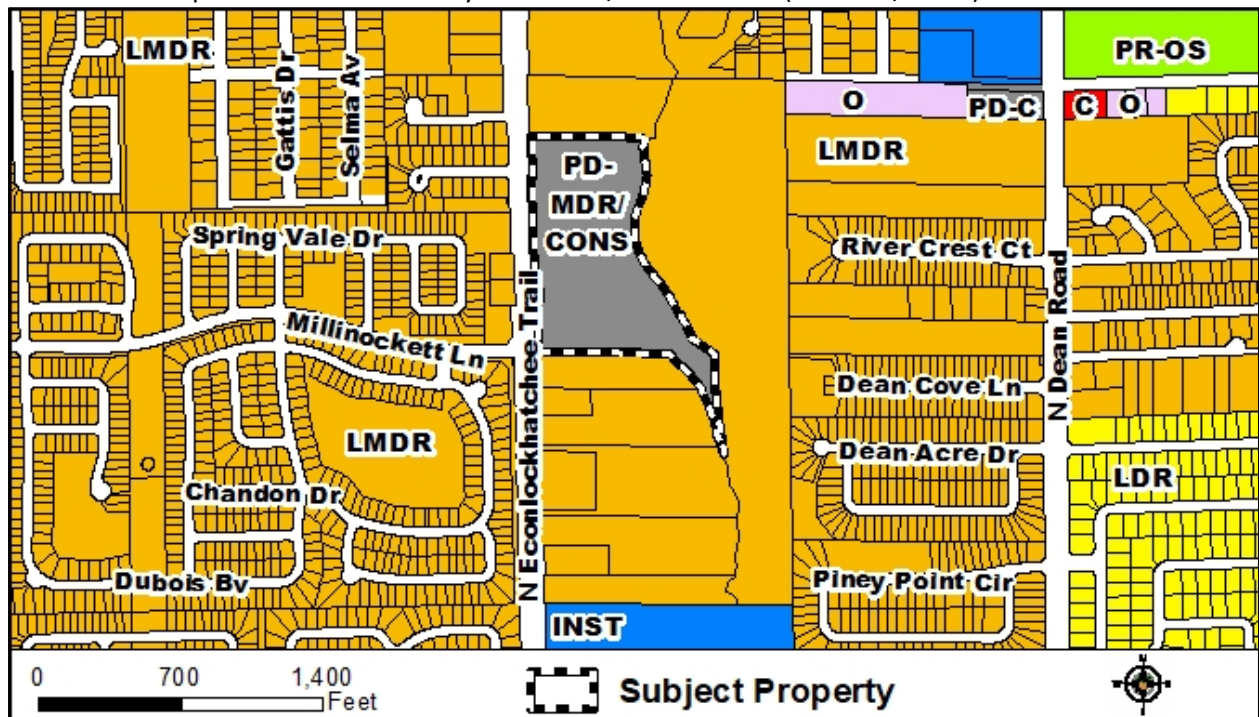 LMDR
PR-OS
Gattis Dr
Selma Av
O
PD-C
C
O
PD-
MDR/
CONS
LMDR
Spring Vale Dr
River Crest Ct
N Econlockhatchee Trail
N Dean Road
Millinockett Ln
Dean Cove Ln
LMDR
Dean Acre Dr
LDR
Chandon Dr
Dubois Bv
Piney Point Cir
INST
0 700 1,400
Feet
Subject Property
N